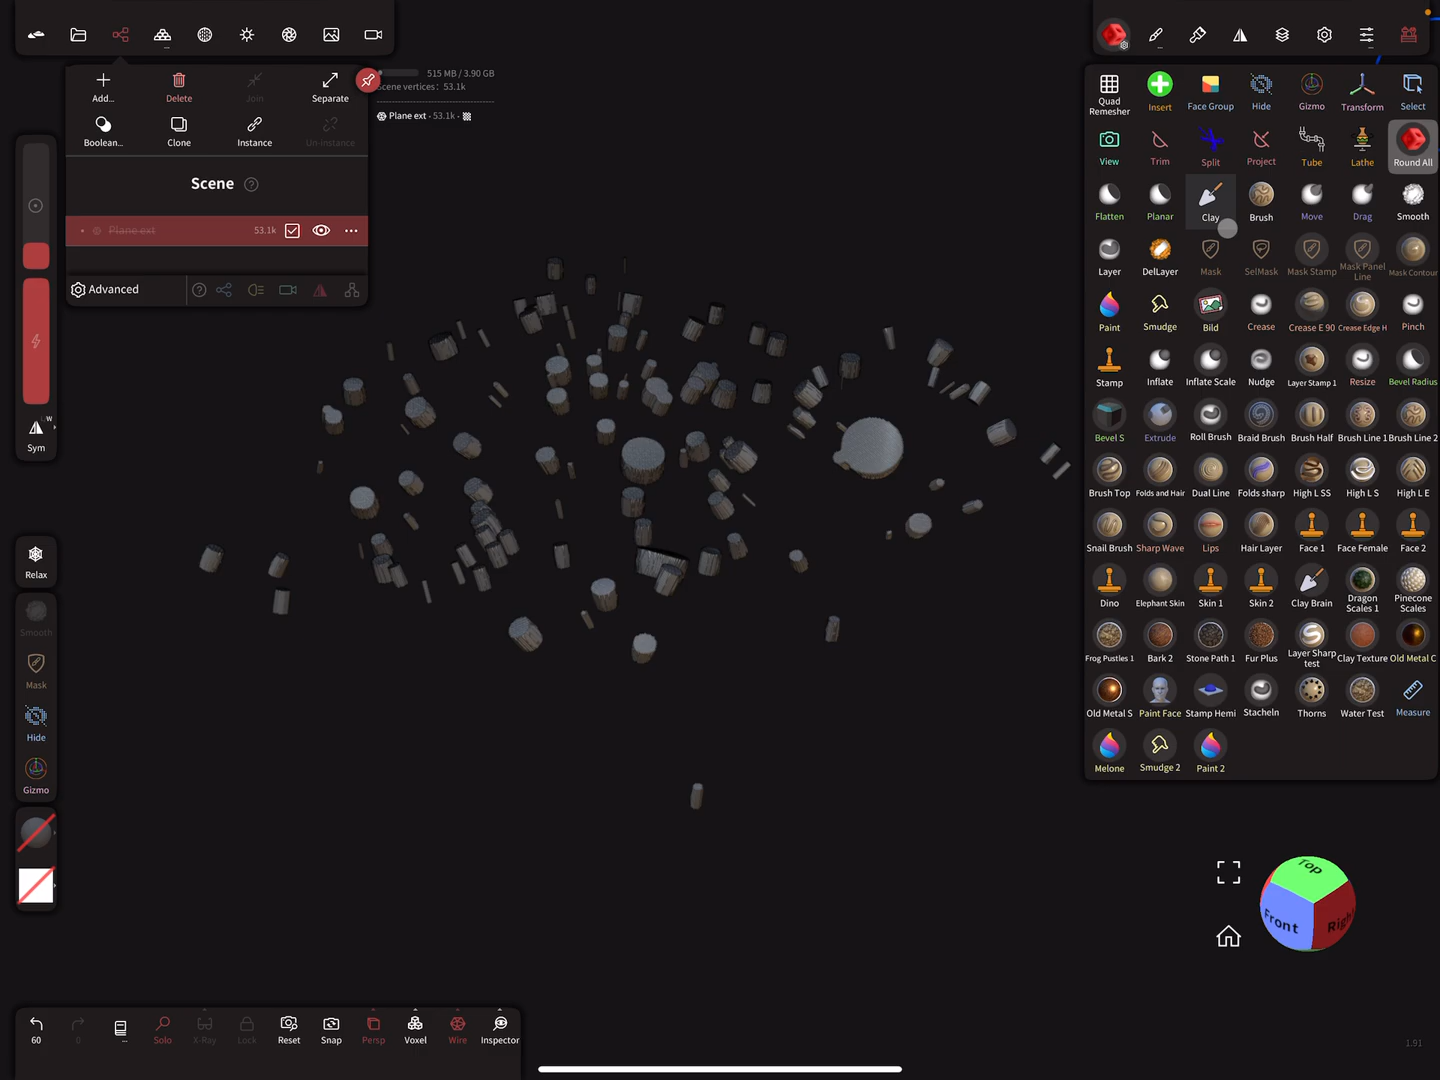 515 MB / 3.90 GB
Scene vertices: 53.1k
Plane ext - 53.1k -
Add...
Delete
Join
Separate
Boolean...
Clone
Instance
Un-instance
Scene
Plane ext
53.1k
Advanced
Sym
W
Relax
Smooth
Mask
Hide
Gizmo
Quad Remesher
Insert
Face Group
Hide
Gizmo
Transform
Select
View
Trim
Split
Project
Tube
Lathe
Round All
Flatten
Planar
Clay
Brush
Move
Drag
Smooth
Layer
DelLayer
Mask
SelMask
Mask Stamp
Mask Panel Line
Mask Contour
Paint
Smudge
Bild
Crease
Crease E 90
Crease Edge H
Pinch
Stamp
Inflate
Inflate Scale
Nudge
Layer Stamp 1
Resize
Bevel Radius
Bevel S
Extrude
Roll Brush
Braid Brush
Brush Half
Brush Line 1
Brush Line 2
Brush Top
Folds and Hair
Dual Line
Folds sharp
High L SS
High L S
High L E
Snail Brush
Sharp Wave
Lips
Hair Layer
Face 1
Face Female
Face 2
Dino
Elephant Skin
Skin 1
Skin 2
Clay Brain
Dragon Scales 1
Pinecone Scales
Frog Pustles 1
Bark 2
Stone Path 1
Fur Plus
Layer Sharp test
Clay Texture
Old Metal C
Old Metal S
Paint Face
Stamp Hemi
Stacheln
Thorns
Water Test
Measure
Melone
Smudge 2
Paint 2
Top
Front
Righ
60
0
...
Solo
X-Ray
Lock
Reset
Snap
Persp
Voxel
Wire
Inspector
1.91